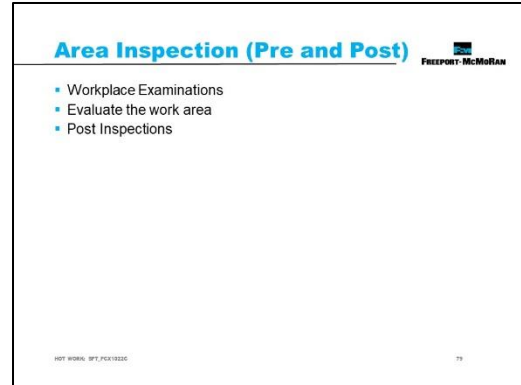 Area Inspection (Pre and Post)
FCX
FREEPORT-McMoRAN
Workplace Examinations
Evaluate the work area
Post Inspections
HOT WORK: SFT_FCX1022C
79